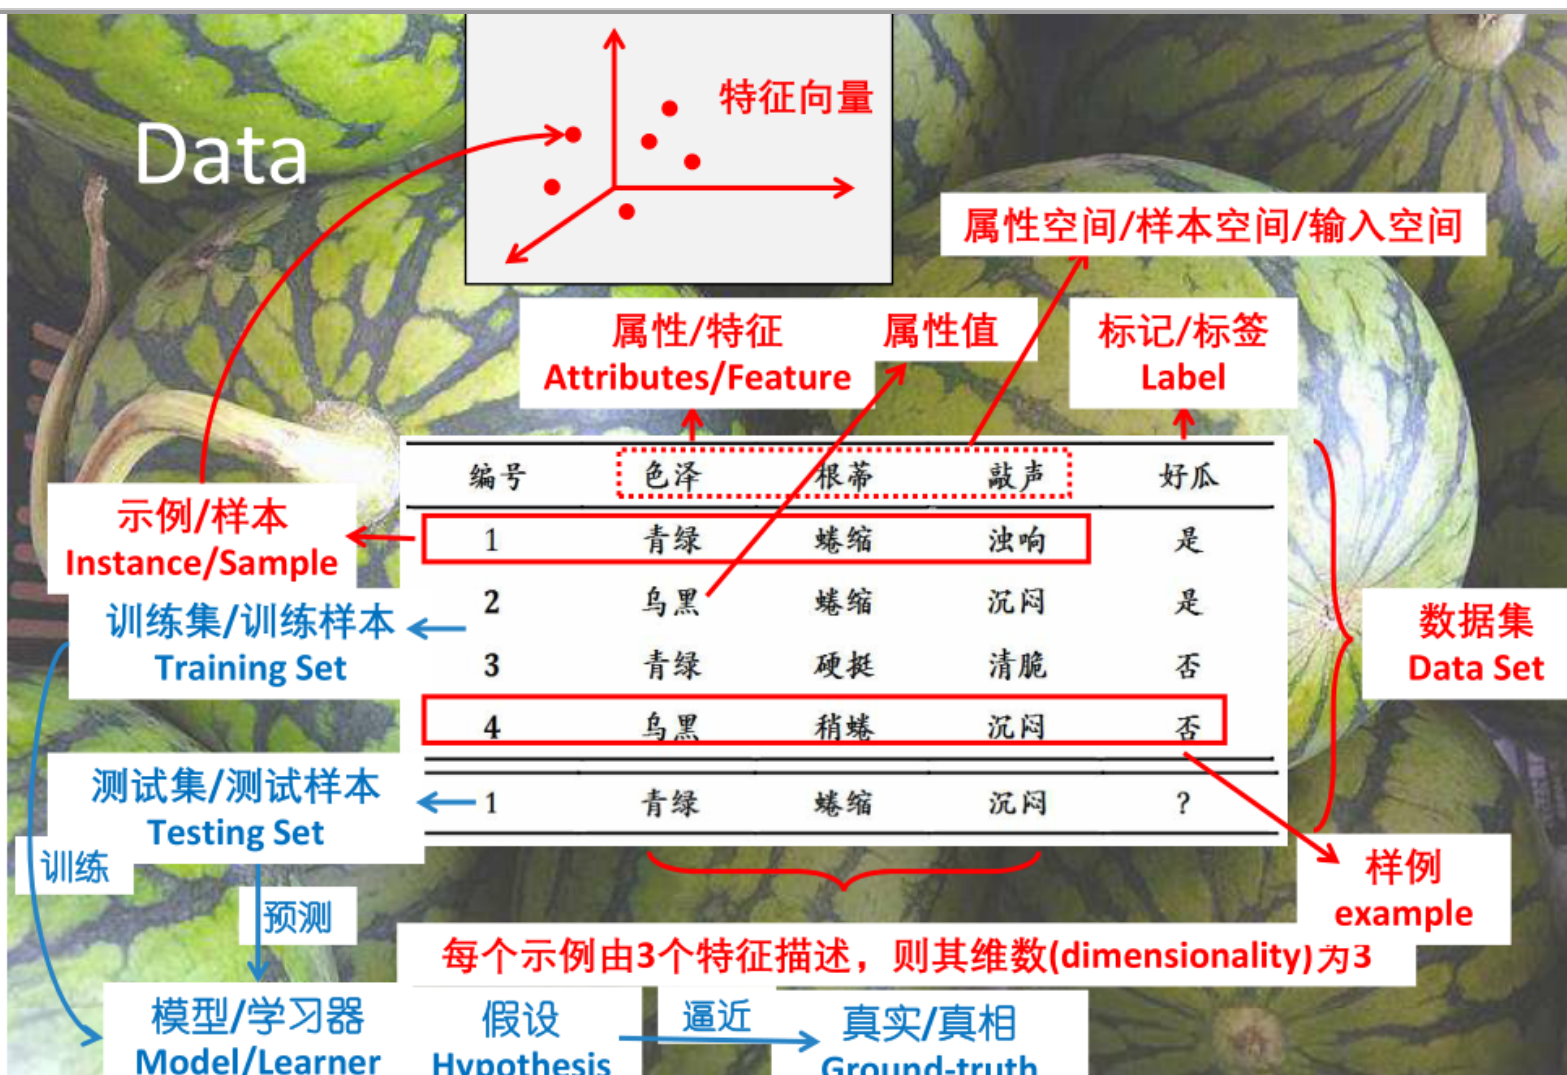 Data
特征向量
属性空间/样本空间/输入空间
属性/特征
Attributes/Feature
属性值
标记/标签
Label
编号 色泽 根蒂 敲声 好瓜
1 青绿 蜷缩 浊响 是
2 乌黑 蜷缩 沉闷 是
3 青绿 硬挺 清脆 否
4 乌黑 稍蜷 沉闷 否
1 青绿 蜷缩 沉闷 ?
示例/样本
Instance/Sample
训练集/训练样本
Training Set
测试集/测试样本
Testing Set
数据集
Data Set
训练
预测
样例
example
每个示例由3个特征描述，则其维数(dimensionality)为3
模型/学习器
Model/Learner
假设
Hypothesis
逼近
真实/真相
Ground-truth